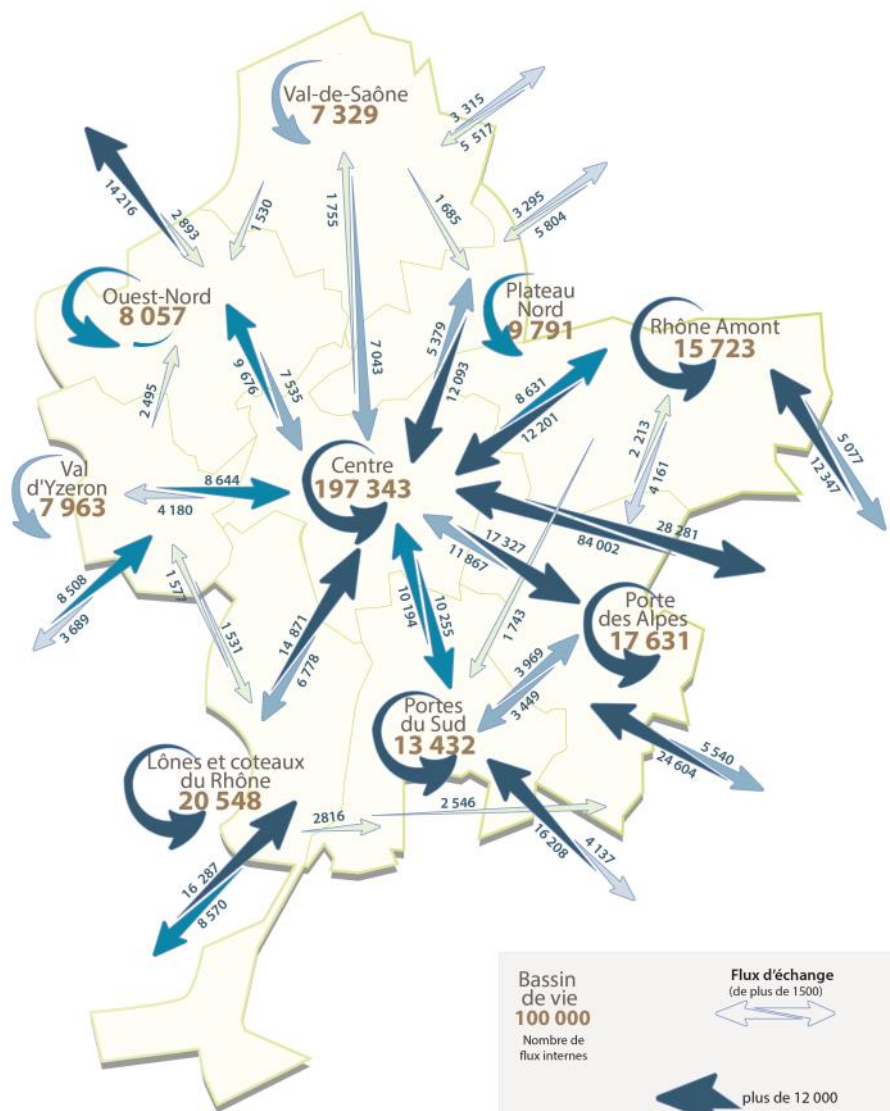 Val-de-Saône
7 329
3 315
5 517
14 216
2 893
1 530
1 755
1 685
3 295
5 804
Ouest-Nord
8 057
Plateau
Nord
9 791
Rhône Amont
15 723
9 676
7 535
7 043
5 379
12 093
8 631
12 201
2 495
2 213
4 161
5 077
12 347
Val
d'Yzeron
7 963
8 644
4 180
Centre
197 343
28 281
84 002
17 327
11 867
8 508
3 689
1 577
1 531
14 871
6 778
10 194
10 255
1 743
Porte
des Alpes
17 631
3 969
3 449
Portes
du Sud
13 432
5 540
24 604
Lônes et coteaux
du Rhône
20 548
2816
2 546
16 208
4 137
16 287
8 570
Bassin
de vie
100 000
Nombre de
flux internes
Flux d'échange
(de plus de 1500)
plus de 12 000